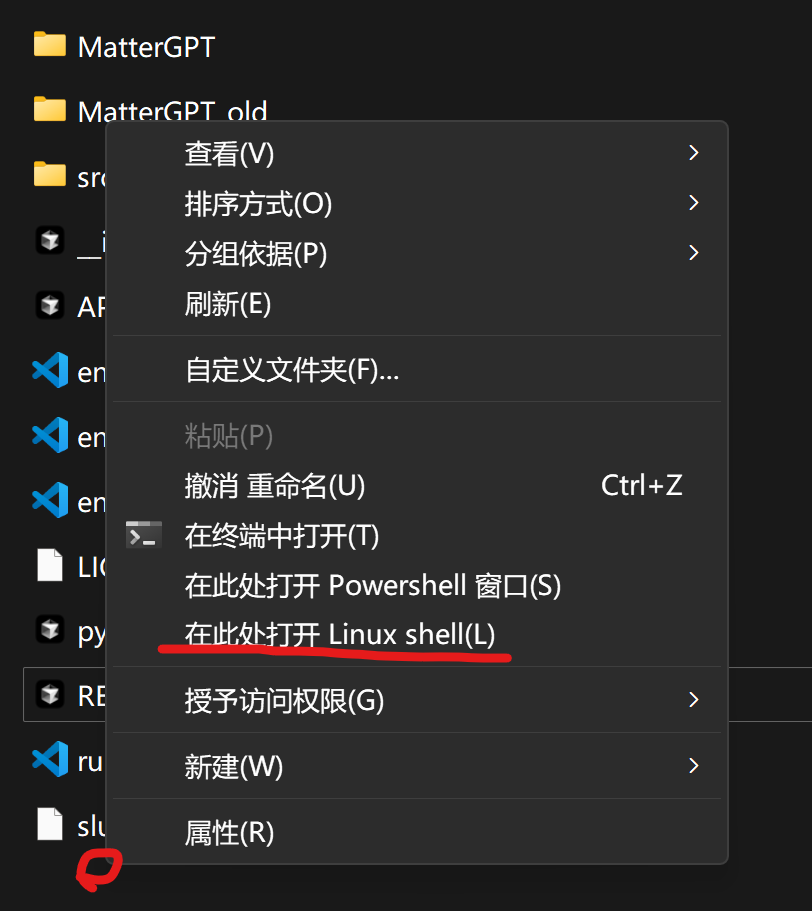 MatterGPT
MatterGPT_old
查看(V)
排序方式(O)
分组依据(P)
刷新(E)
自定义文件夹(F)...
粘贴(P)
撤消 重命名(U) Ctrl+Z
在终端中打开(T)
在此处打开 Powershell 窗口(S)
在此处打开 Linux shell(L)
授予访问权限(G)
新建(W)
属性(R)
src
__i
AP
en
en
en
LIC
py
RE
ru
slu